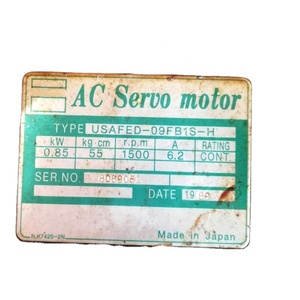 AC Servo motor
TYPE USAFED-09FB1S-H
kW kg·cm r.p.m A RATING
0.85 55 1500 6.2 CONT.
SER.NO.
DATE
Made in Japan